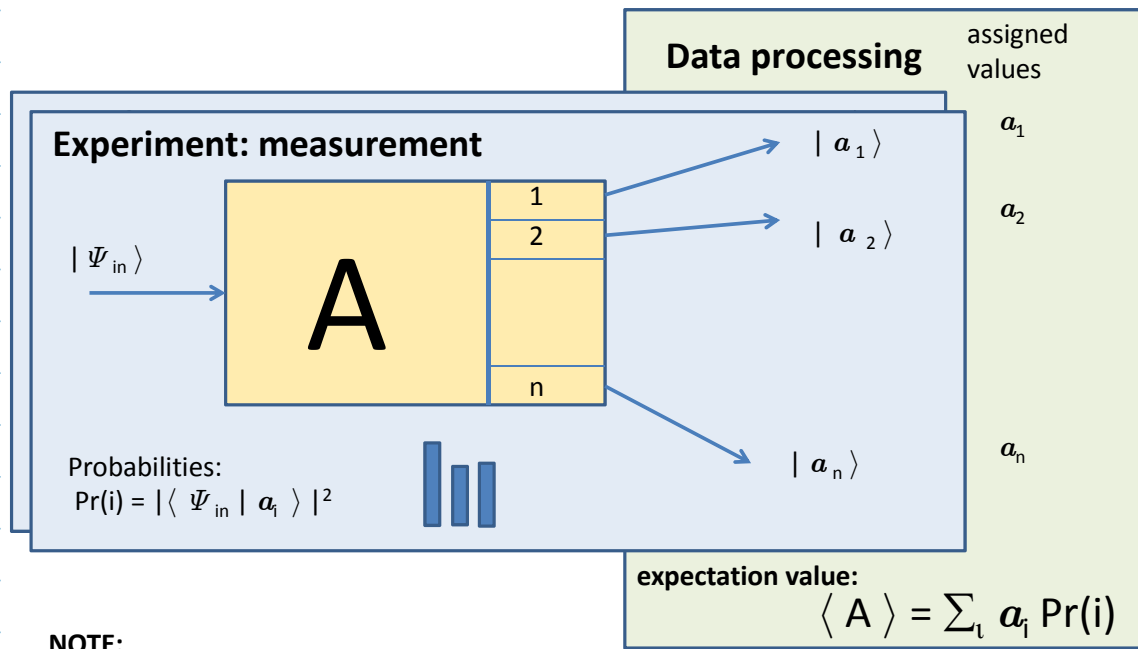 Data processing
assigned
values
Experiment: measurement
1
2
n
A
| Ψ in ⟩
| a 1 ⟩
| a 2 ⟩
| a n ⟩
a1
a2
an
Probabilities:
Pr(i) = |⟨ Ψ in | ai ⟩ |²
expectation value:
⟨ A ⟩ = ∑ι ai Pr(i)
NOTE: